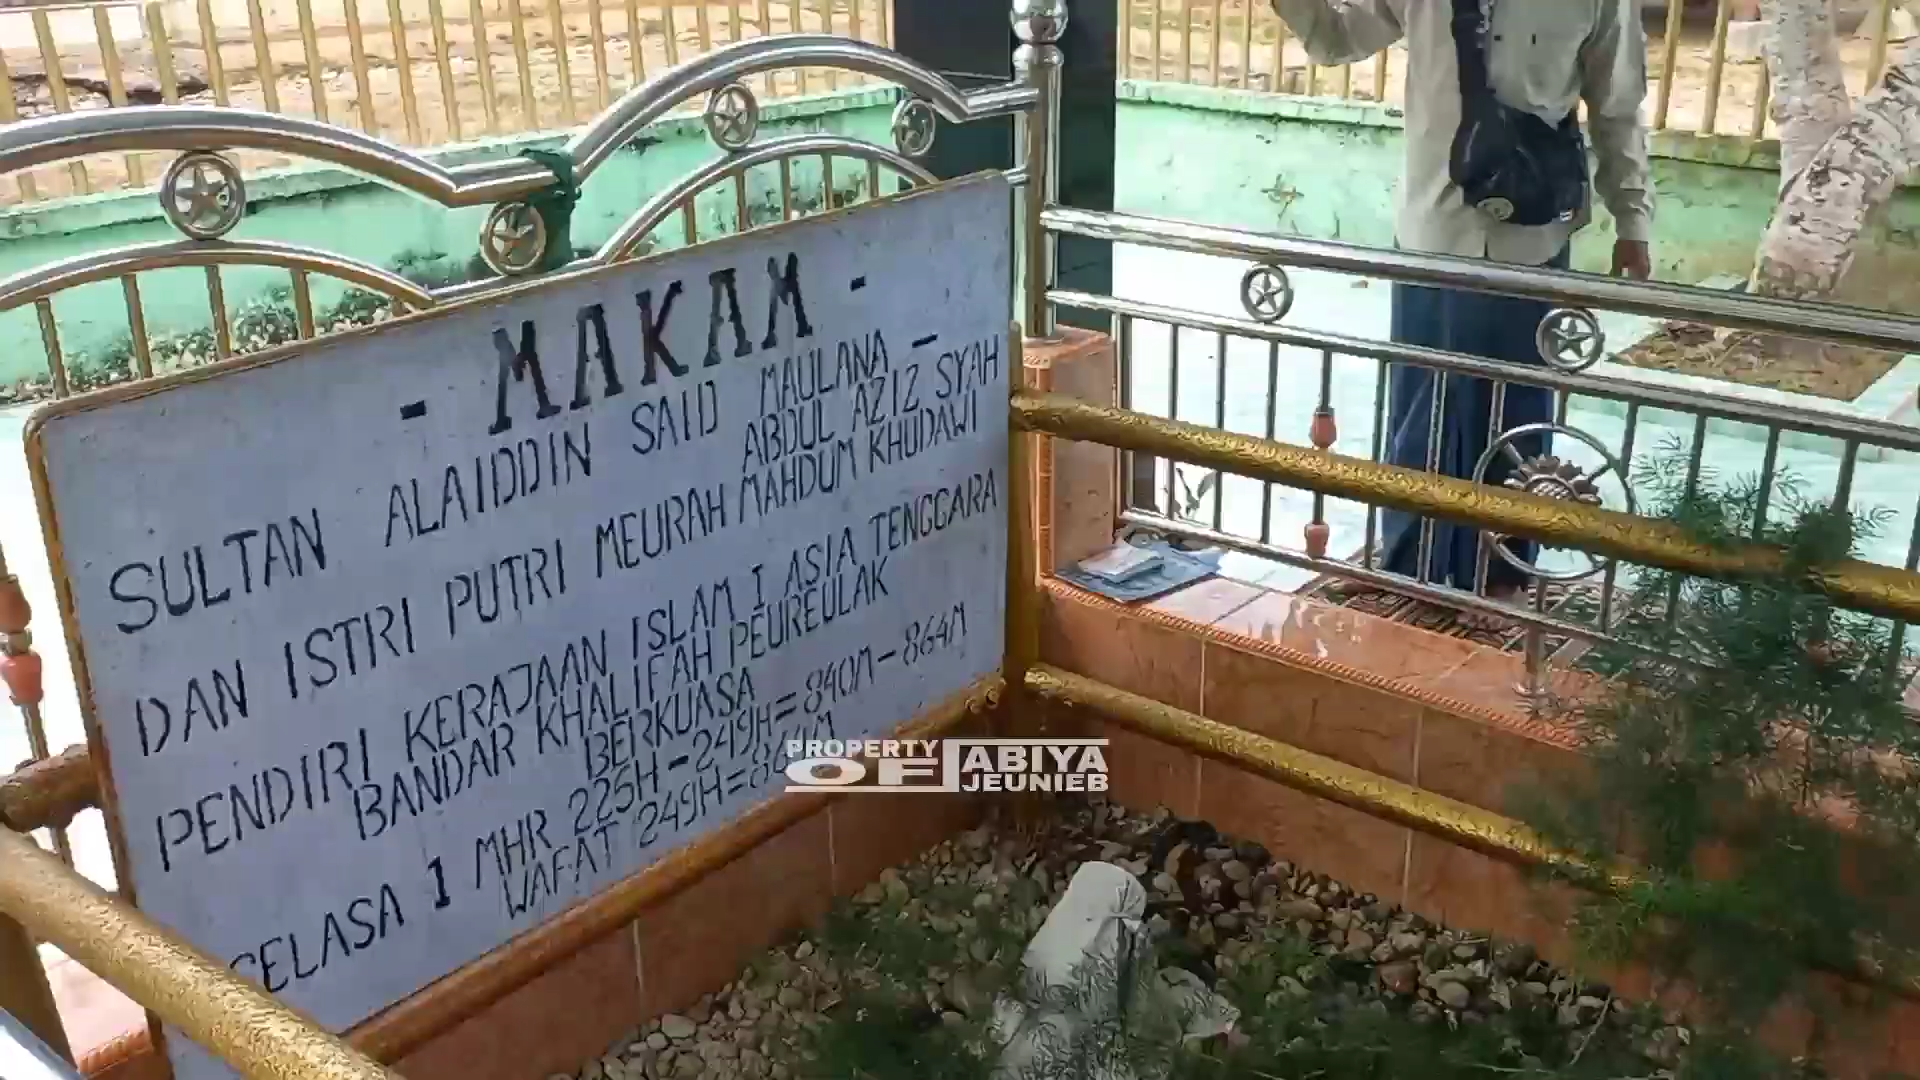 - MAKAM -
SULTAN ALAIDDIN SAID MAULANA -
ABDUL AZIZ SYAH
DAN ISTRI PUTRI MEURAH MAHDUM KHUDAWI
PENDIRI KERAJAAN ISLAM I ASIA TENGGARA
BANDAR KHALIFAH PEUREULAK
BERKUASA
SELASA 1 MHR 225H-249H=840M-864M
WAFAT 249H=864M
PROPERTY OF ABIYA JEUNIEB